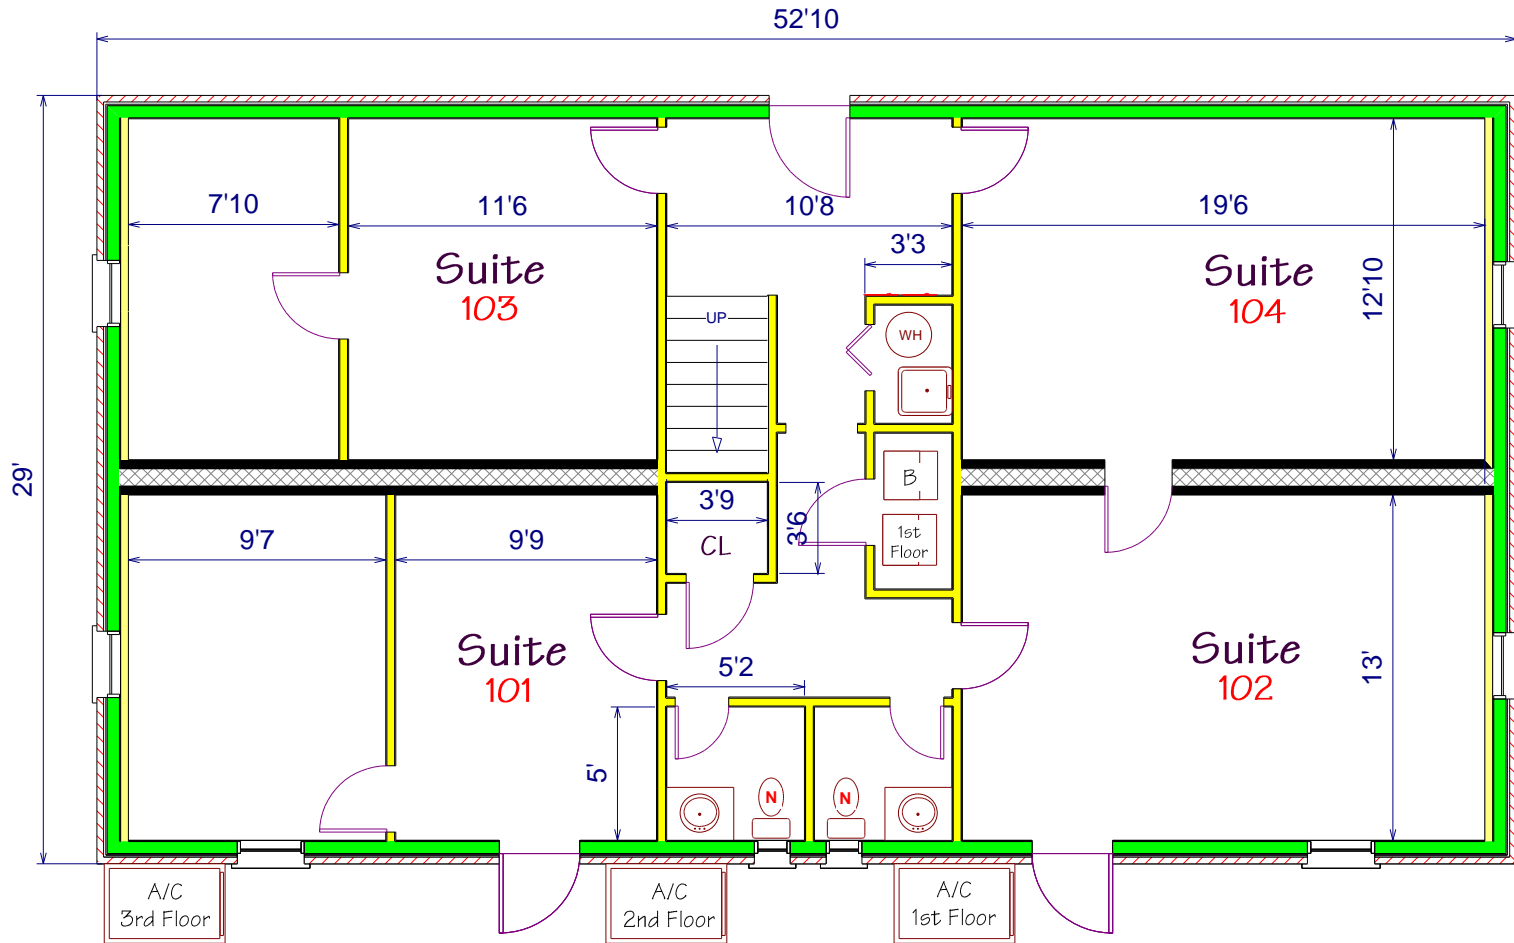 52'10
7'10
11'6
10'8
19'6
3'3
Suite
103
Suite
104
12'10
UP
WH
29'
B
3'9
3'6
1st
Floor
CL
9'7
9'9
Suite
101
5'2
Suite
102
13'
5'
N
N
A/C
3rd Floor
A/C
2nd Floor
A/C
1st Floor